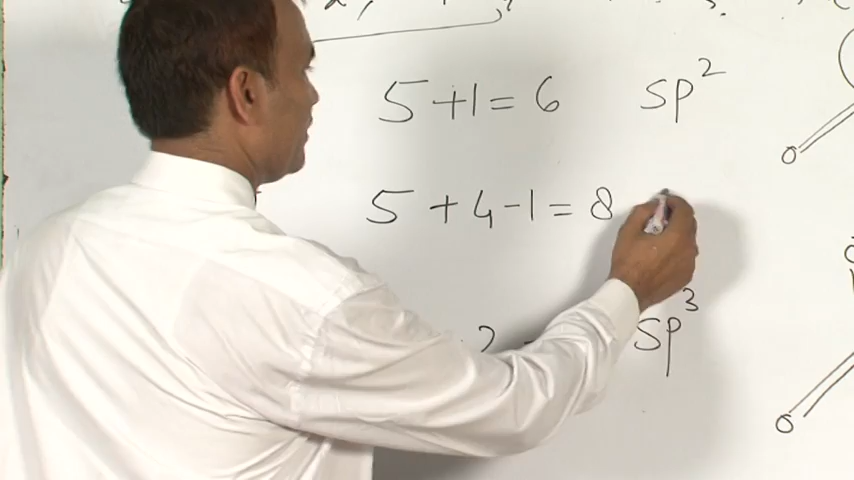 5+1=6 sp²
O
5+4-1=8
2 sp³
O